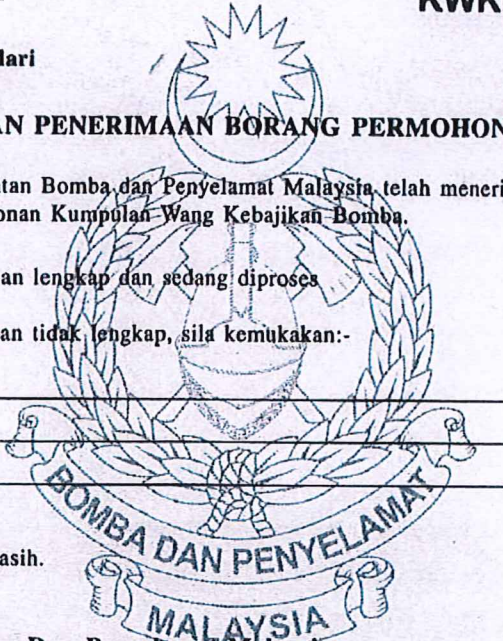 KWK
dari
AN PENERIMAAN BORANG PERMOHON
tan Bomba dan Penyelamat Malaysia telah meneri
onan Kumpulan Wang Kebajikan Bomba.
an lengkap dan sedang diproses
an tidak lengkap, sila kemukakan:-
BOMBA DAN PENYELAMAT
asih.
MALAYSIA